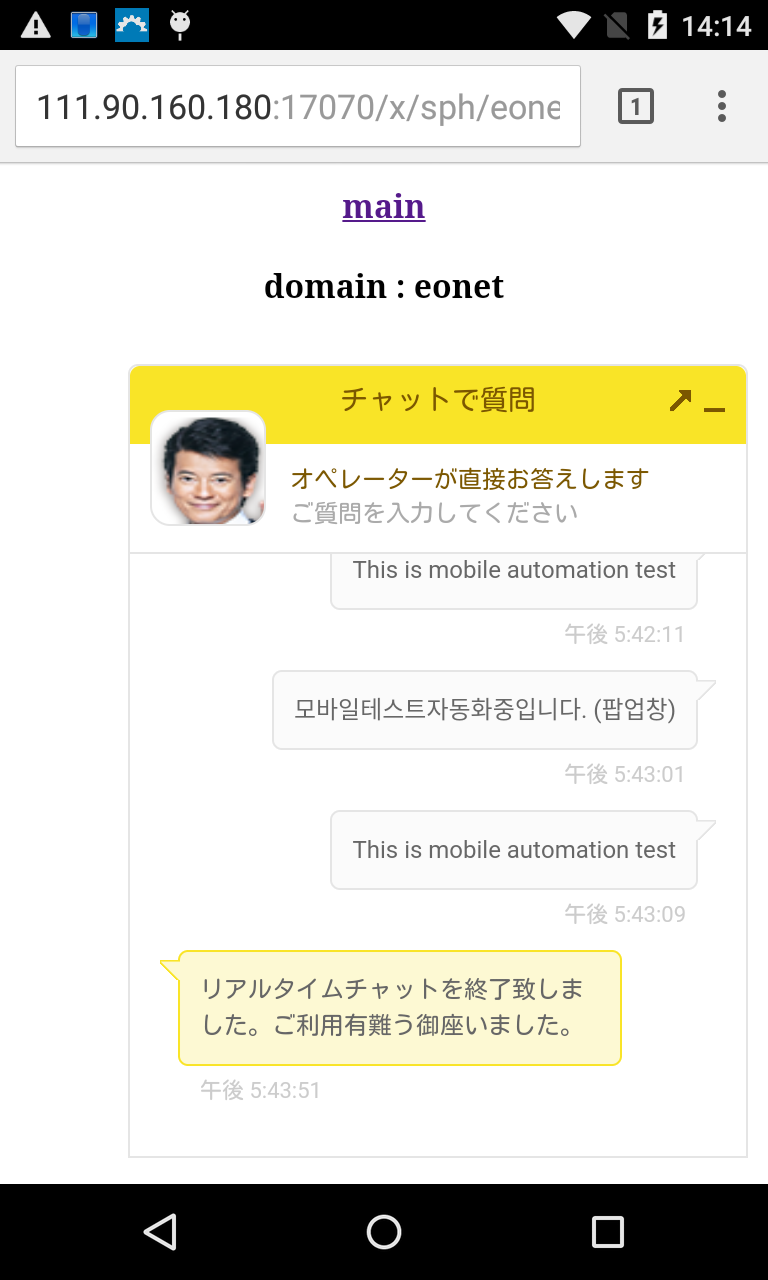 14:14
111.90.160.180:17070/x/sph/eone
1
main
domain : eonet
チャットで質問
オペレーターが直接お答えします
ご質問を入力してください
This is mobile automation test
午後 5:42:11
모바일테스트자동화중입니다. (팝업창)
午後 5:43:01
This is mobile automation test
午後 5:43:09
リアルタイムチャットを終了致しま
した。ご利用有難う御座いました。
午後 5:43:51